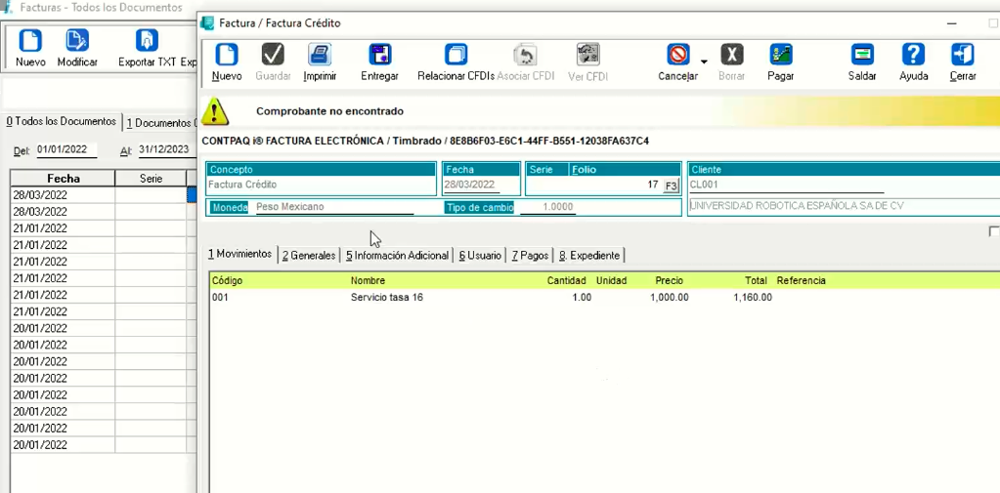 Facturas - Todos los Documentos
Nuevo Modificar Exportar TXT Exp
0 Todos los Documentos 1 Documentos
Del: 01/01/2022 Al: 31/12/2023
Fecha Serie
28/03/2022
28/03/2022
21/01/2022
21/01/2022
21/01/2022
21/01/2022
21/01/2022
21/01/2022
20/01/2022
20/01/2022
20/01/2022
20/01/2022
20/01/2022
20/01/2022
20/01/2022
20/01/2022
Factura / Factura Crédito
Nuevo Guardar Imprimir Entregar Relacionar CFDIs Asociar CFDI Ver CFDI Cancelar Borrar Pagar Saldar Ayuda Cerrar
Comprobante no encontrado
CONTPAQ i® FACTURA ELECTRÓNICA / Timbrado / 8E8B6F03-E6C1-44FF-B551-12038FA637C4
Concepto Fecha Serie Folio Cliente
Factura Crédito 28/03/2022 17 F3 CL001
Moneda Peso Mexicano Tipo de cambio 1.0000 UNIVERSIDAD ROBOTICA ESPAÑOLA SA DE CV
1 Movimientos 2 Generales 5 Información Adicional 6 Usuario 7 Pagos 8. Expediente
Código Nombre Cantidad Unidad Precio Total Referencia
001 Servicio tasa 16 1.00 1,000.00 1,160.00